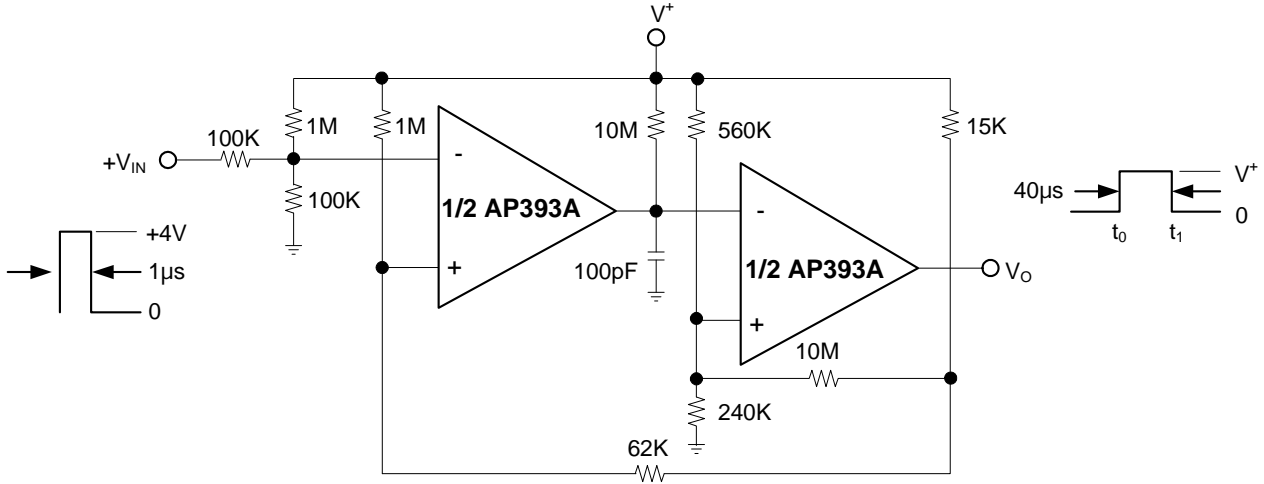 V+
1M
1M
10M
560K
15K
100K
+VIN
-
100K
1/2 AP393A
-
+
+4V
1µs
0
100pF
1/2 AP393A
+
VO
40µs
V+
0
t0
t1
10M
240K
62K